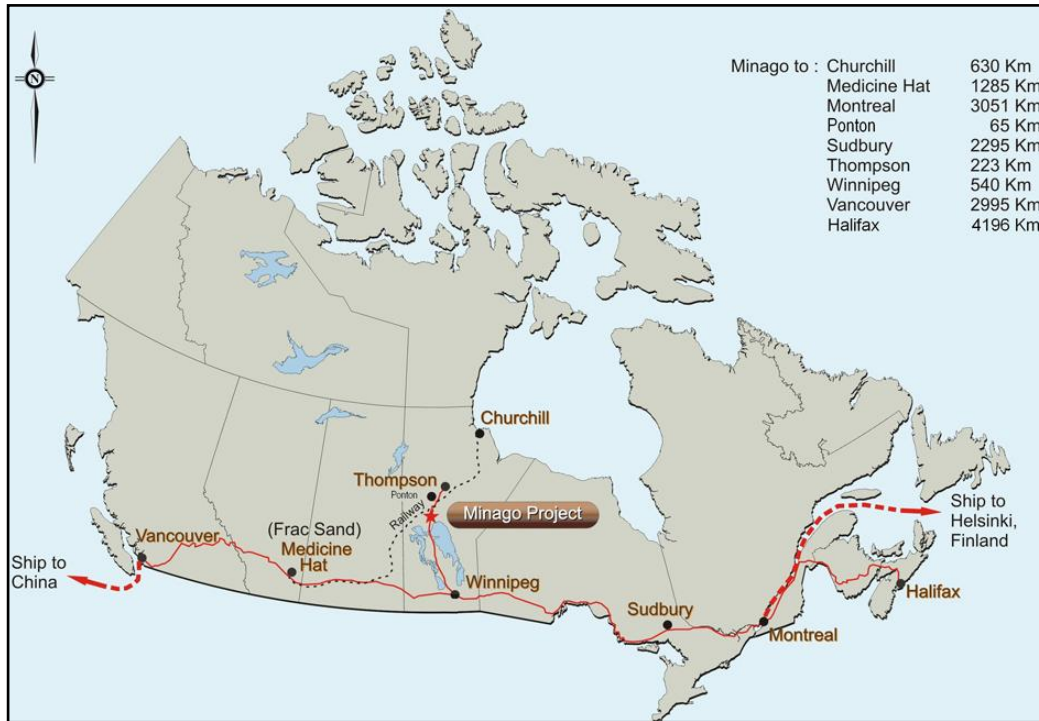 N
Minago to : Churchill 630 Km
Medicine Hat 1285 Km
Montreal 3051 Km
Ponton 65 Km
Sudbury 2295 Km
Thompson 223 Km
Winnipeg 540 Km
Vancouver 2995 Km
Halifax 4196 Km
Churchill
Thompson
Ponton
Railway
Minago Project
Ship to
Helsinki,
Finland
(Frac Sand)
Vancouver
Medicine
Hat
Ship to
China
Winnipeg
Sudbury
Halifax
Montreal